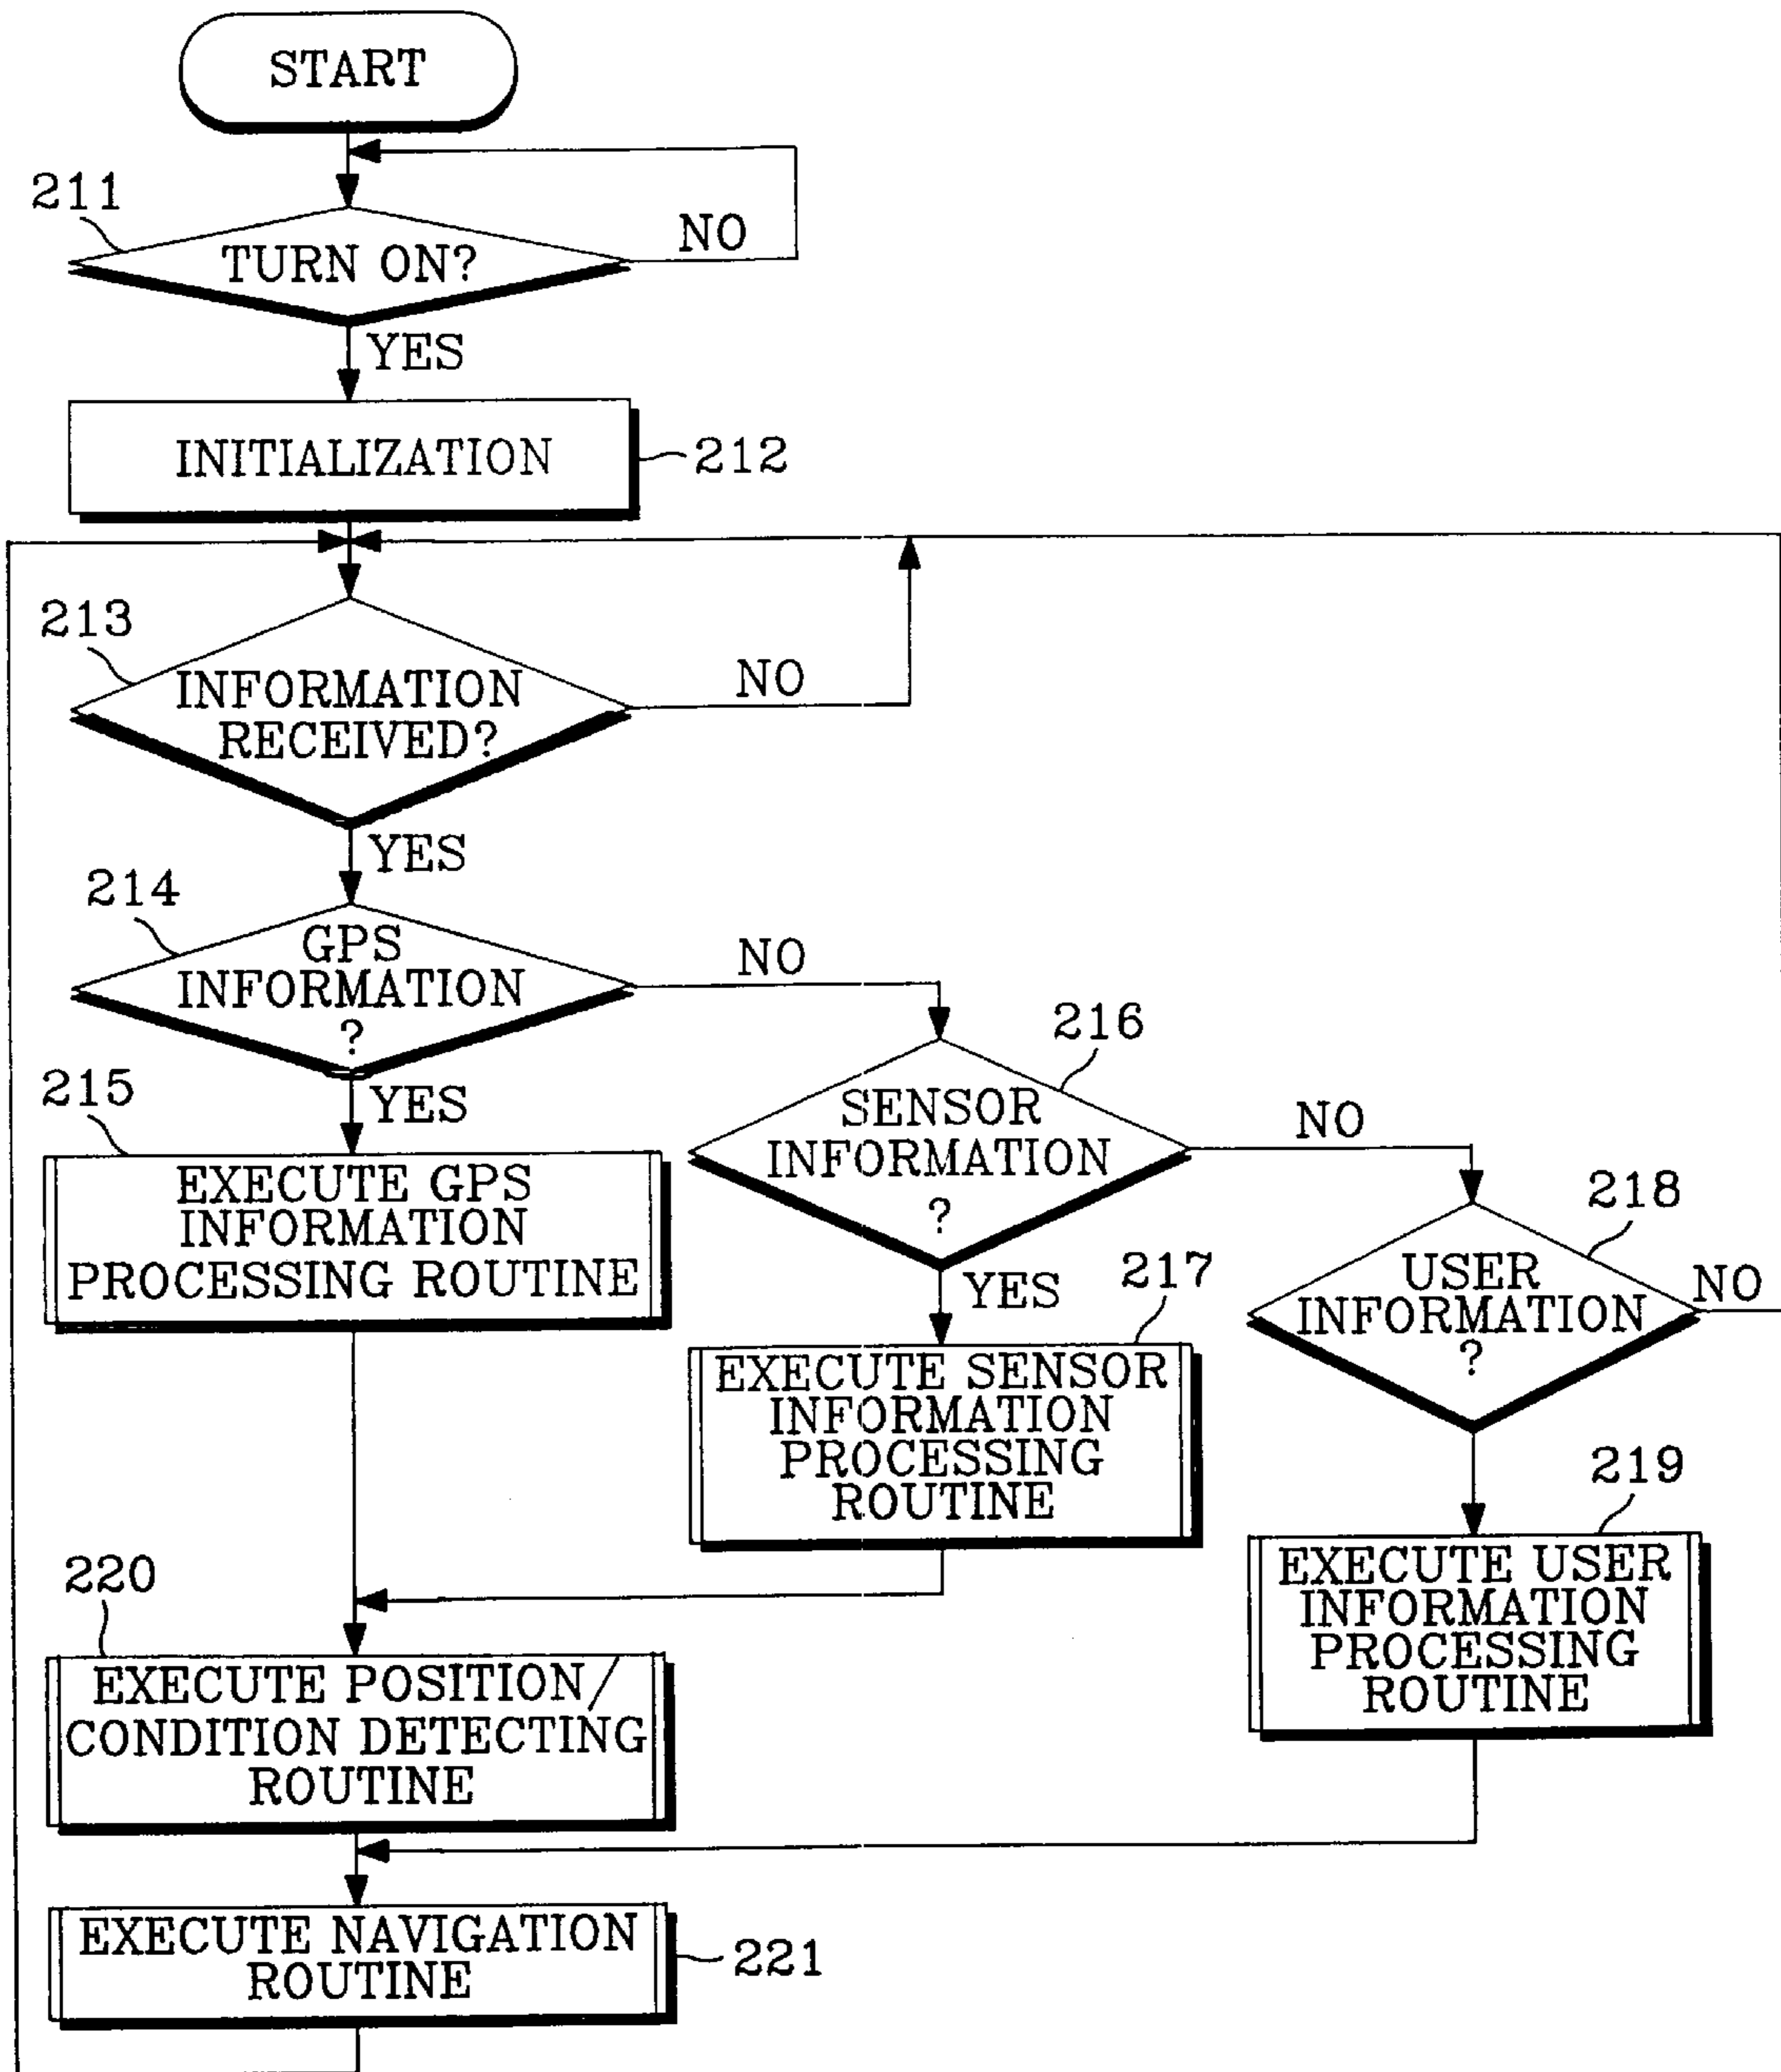 START
211
TURN ON?
NO
YES
INITIALIZATION
212
213
INFORMATION
RECEIVED?
NO
YES
214
GPS
INFORMATION
?
NO
YES
216
SENSOR
INFORMATION
?
NO
YES
215
EXECUTE GPS
INFORMATION
PROCESSING ROUTINE
218
USER
INFORMATION
?
NO
217
EXECUTE SENSOR
INFORMATION
PROCESSING
ROUTINE
219
EXECUTE USER
INFORMATION
PROCESSING
ROUTINE
220
EXECUTE POSITION/
CONDITION DETECTING
ROUTINE
EXECUTE NAVIGATION
ROUTINE
221